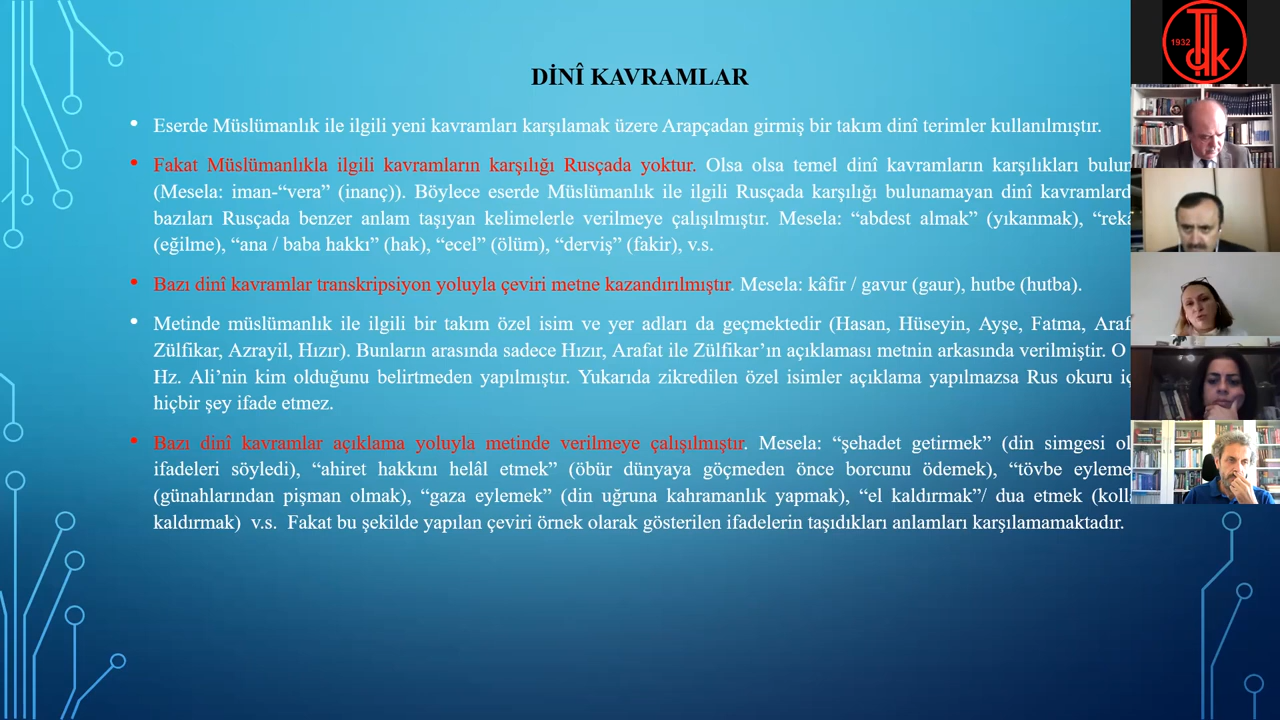 DİNÎ KAVRAMLAR
• Eserde Müslümanlık ile ilgili yeni kavramları karşılamak üzere Arapçadan girmiş bir takım dinî terimler kullanılmıştır.
• Fakat Müslümanlıkla ilgili kavramların karşılığı Rusçada yoktur. Olsa olsa temel dinî kavramların karşılıkları
(Mesela: iman-“vera” (inanç)). Böylece eserde Müslümanlık ile ilgili Rusçada karşılığı bulunamayan dinî
bazıları Rusçada benzer anlam taşıyan kelimelerle verilmeye çalışılmıştır. Mesela: “abdest almak” (yıkanmak),
(eğilme), “ana / baba hakkı” (hak), “ecel” (ölüm), “derviş” (fakir), v.s.
• Bazı dinî kavramlar transkripsiyon yoluyla çeviri metne kazandırılmıştır. Mesela: kâfir / gavur (gaur), hutbe (hutba).
• Metinde müslümanlık ile ilgili bir takım özel isim ve yer adları da geçmektedir (Hasan, Hüseyin, Ayşe, Fatma,
Zülfikar, Azrayil, Hızır). Bunların arasında sadece Hızır, Arafat ile Zülfikar’ın açıklaması metnin arkasında verilmiştir. O
Hz. Ali’nin kim olduğunu belirtmeden yapılmıştır. Yukarıda zikredilen özel isimler açıklama yapılmazsa Rus okuru
hiçbir şey ifade etmez.
• Bazı dinî kavramlar açıklama yoluyla metinde verilmeye çalışılmıştır. Mesela: “şehadet getirmek” (din simgesi
ifadeleri söyledi), “ahiret hakkını helâl etmek” (öbür dünyaya göçmeden önce borcunu ödemek), “tövbe
(günahlarından pişman olmak), “gaza eylemek” (din uğruna kahramanlık yapmak), “el kaldırmak”/ dua etmek
kaldırmak) v.s. Fakat bu şekilde yapılan çeviri örnek olarak gösterilen ifadelerin taşıdıkları anlamları karşılamamaktadır.
1932